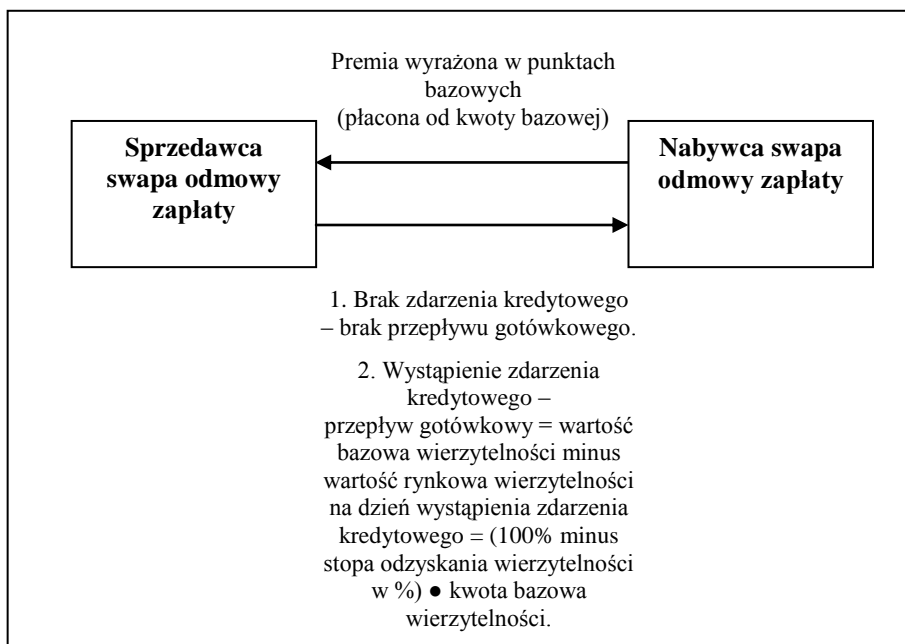 Premia wyrażona w punktach
bazowych
(płacona od kwoty bazowej)
Sprzedawca
swapa odmowy
zapłaty
Nabywca swapa
odmowy zapłaty
1. Brak zdarzenia kredytowego
– brak przepływu gotówkowego.
2. Wystąpienie zdarzenia
kredytowego –
przepływ gotówkowy = wartość
bazowa wierzytelności minus
wartość rynkowa wierzytelności
na dzień wystąpienia zdarzenia
kredytowego = (100% minus
stopa odzyskania wierzytelności
w %) ● kwota bazowa
wierzytelności.